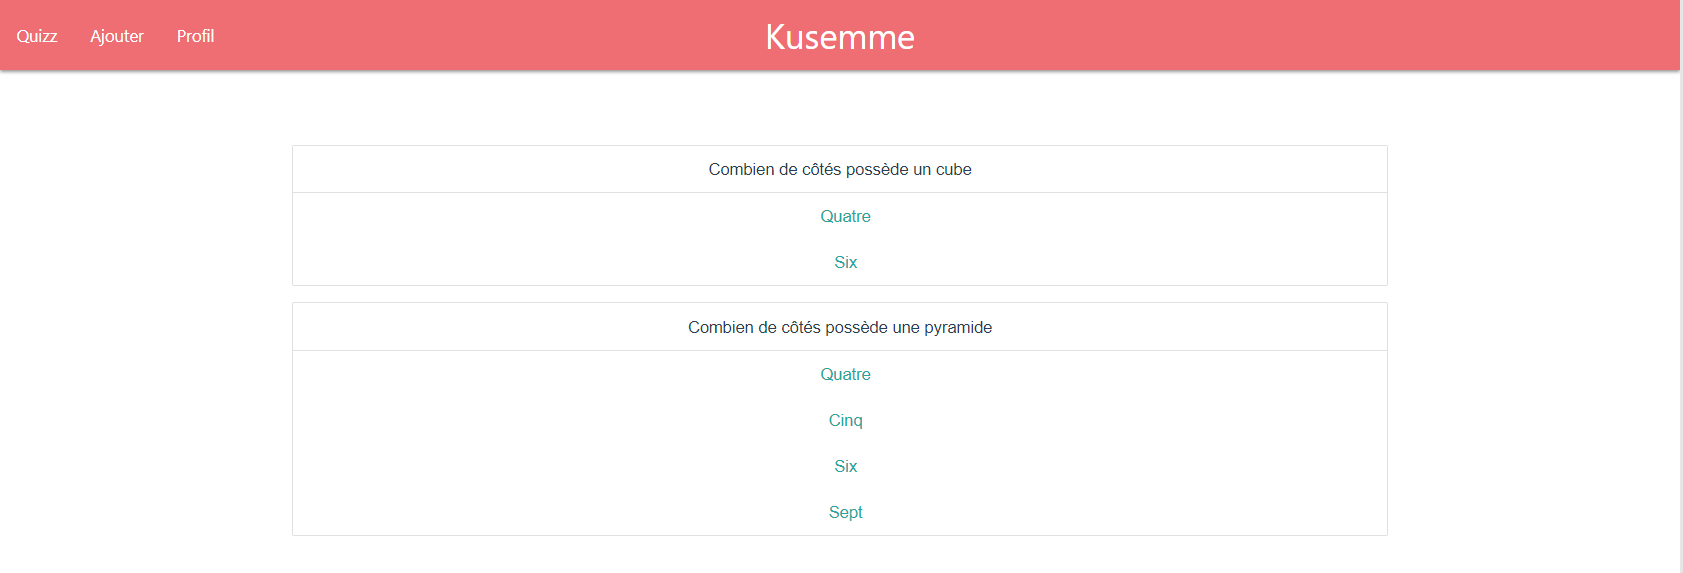 Quizz Ajouter Profil Kusemme
Combien de côtés possède un cube
Quatre
Six
Combien de côtés possède une pyramide
Quatre
Cinq
Six
Sept